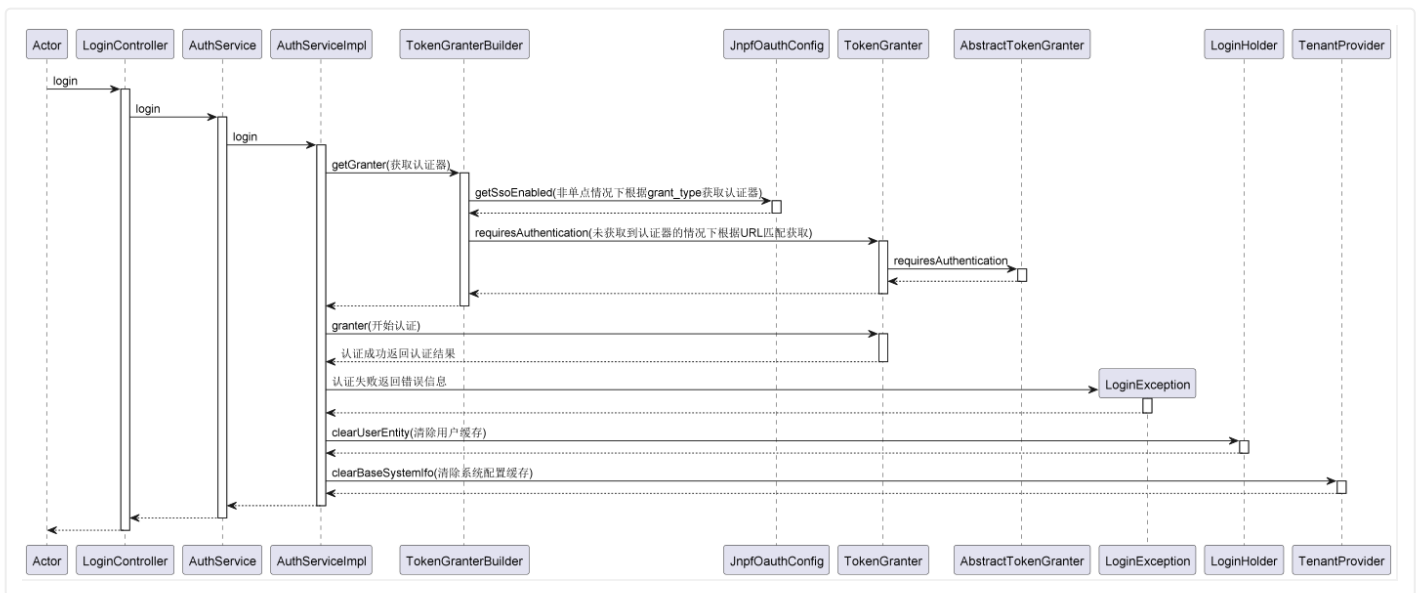 Actor LoginController AuthService AuthServiceImpl TokenGranterBuilder JnpfOauthConfig TokenGranter AbstractTokenGranter LoginHolder TenantProvider
login
login
login
getGranter(获取认证器)
getSsoEnabled(非单点情况下根据grant_type获取认证器)
requiresAuthentication(未获取到认证器的情况下根据URL匹配获取)
requiresAuthentication
granter(开始认证)
认证成功返回认证结果
认证失败返回错误信息 LoginException
clearUserEntity(清除用户缓存)
clearBaseSystemIfo(清除系统配置缓存)
Actor LoginController AuthService AuthServiceImpl TokenGranterBuilder JnpfOauthConfig TokenGranter AbstractTokenGranter LoginException LoginHolder TenantProvider